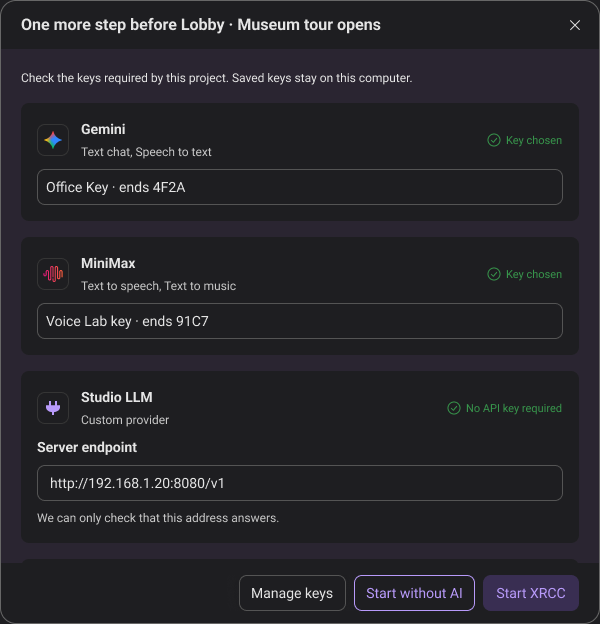 One more step before Lobby · Museum tour opens
Check the keys required by this project. Saved keys stay on this computer.
Gemini
Text chat, Speech to text
Key chosen
Office Key · ends 4F2A
MiniMax
Text to speech, Text to music
Key chosen
Voice Lab key · ends 91C7
Studio LLM
Custom provider
No API key required
Server endpoint
http://192.168.1.20:8080/v1
We can only check that this address answers.
Manage keys
Start without AI
Start XRCC